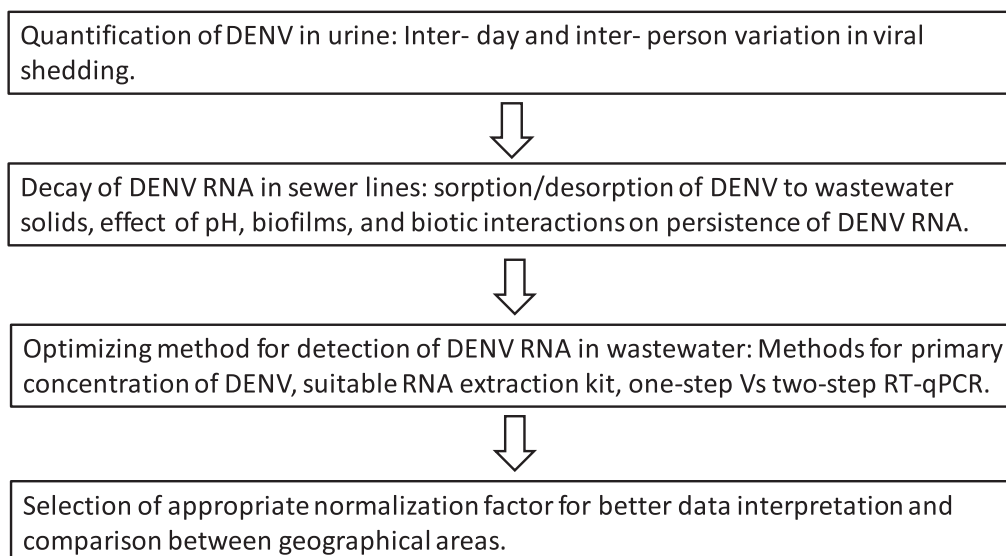 Quantification of DENV in urine: Inter- day and inter- person variation in viral
shedding.
Decay of DENV RNA in sewer lines: sorption/desorption of DENV to wastewater
solids, effect of pH, biofilms, and biotic interactions on persistence of DENV RNA.
Optimizing method for detection of DENV RNA in wastewater: Methods for primary
concentration of DENV, suitable RNA extraction kit, one-step Vs two-step RT-qPCR.
Selection of appropriate normalization factor for better data interpretation and
comparison between geographical areas.